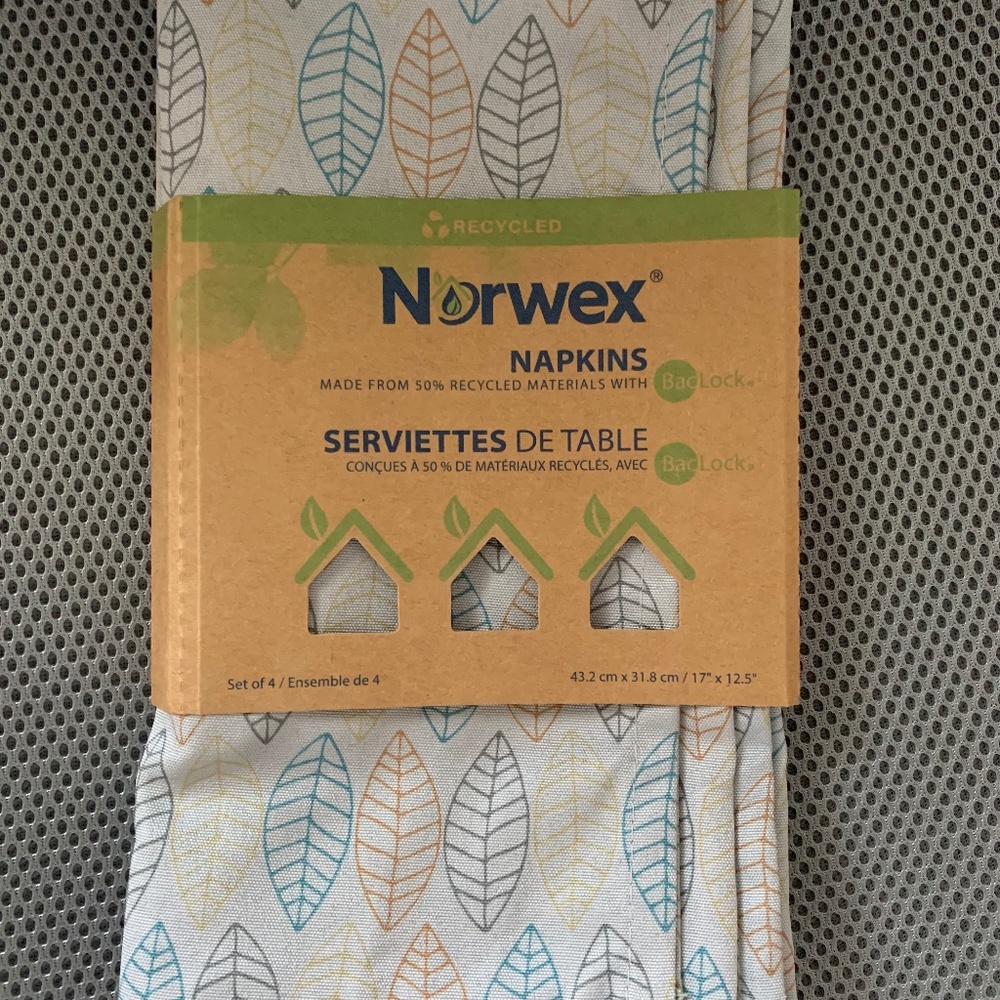 RECYCLED
Norwex®
NAPKINS
MADE FROM 50% RECYCLED MATERIALS WITH BacLock®
SERVIETTES DE TABLE
CONÇUES À 50 % DE MATÉRIAUX RECYCLÉS, AVEC BacLock®
Set of 4 / Ensemble de 4
43.2 cm x 31.8 cm / 17" x 12.5"